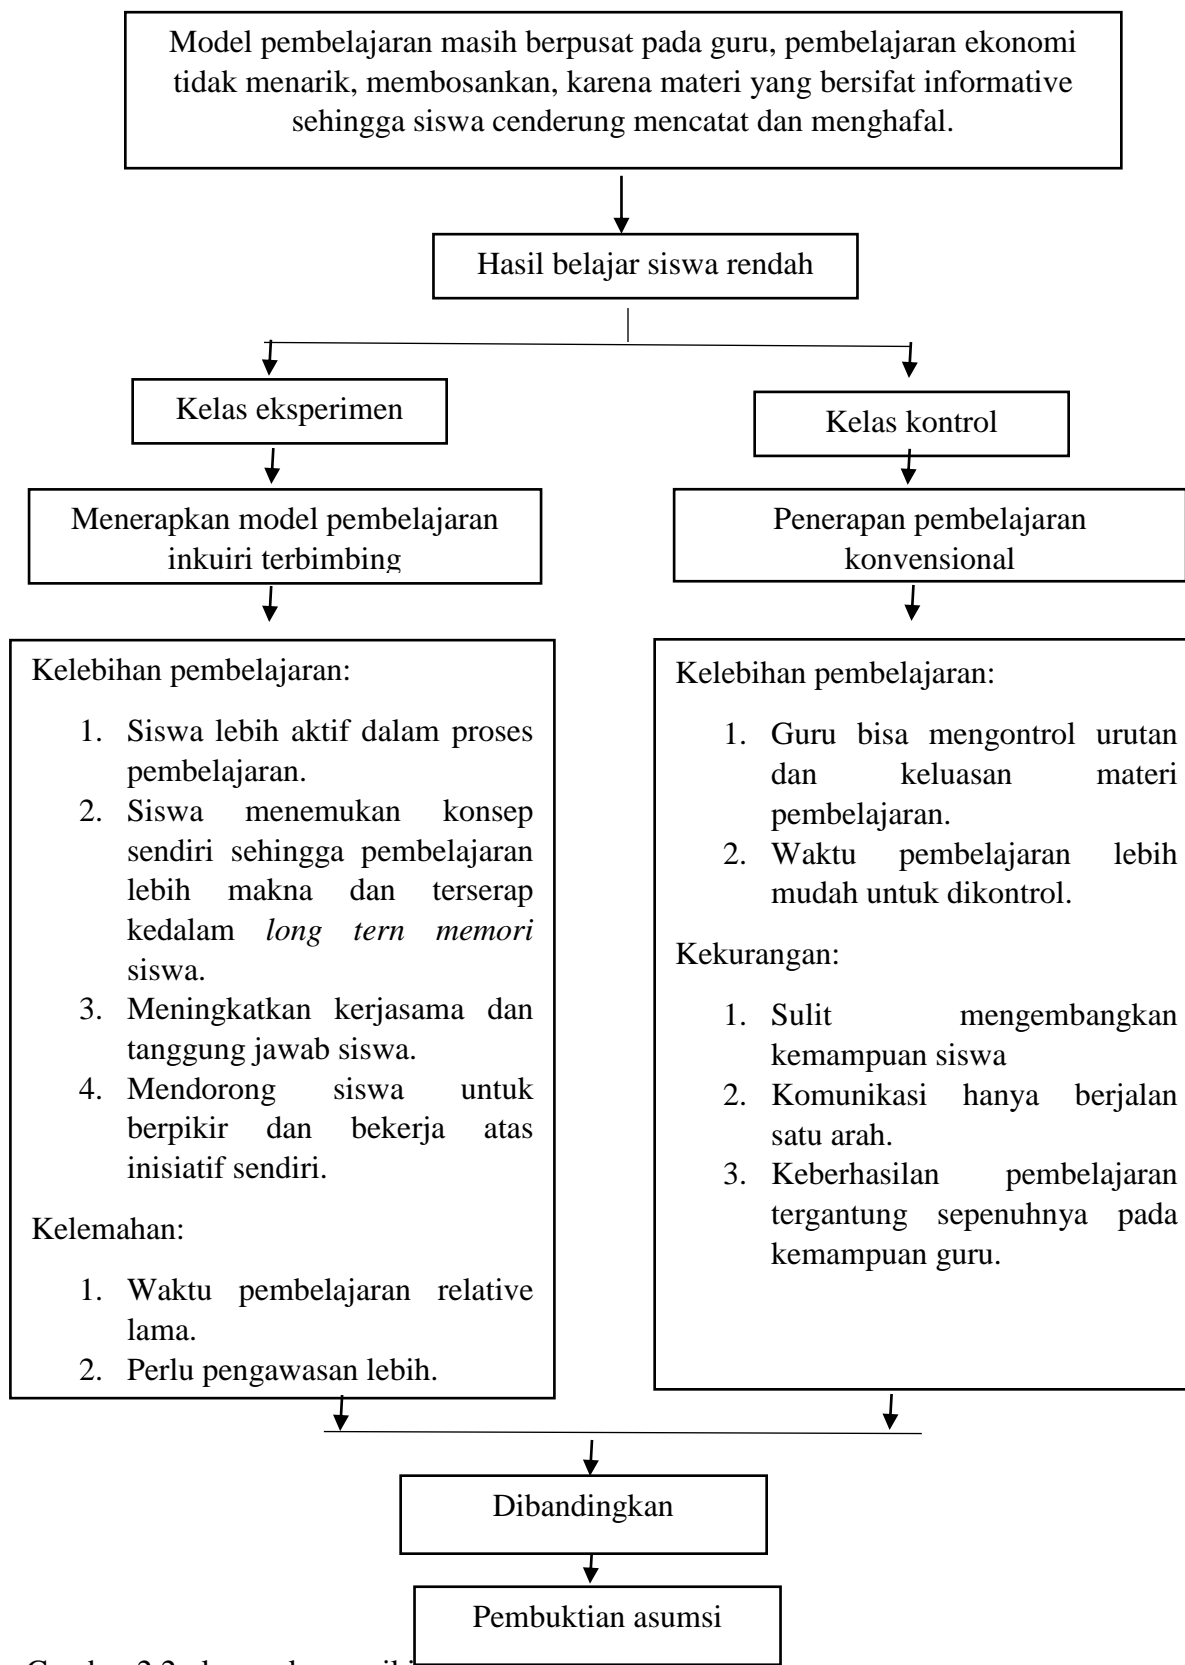 Model pembelajaran masih berpusat pada guru, pembelajaran ekonomi
tidak menarik, membosankan, karena materi yang bersifat informative
sehingga siswa cenderung mencatat dan menghafal.
Hasil belajar siswa rendah
Kelas eksperimen
Kelas kontrol
Menerapkan model pembelajaran
inkuiri terbimbing
Penerapan pembelajaran
konvensional
Kelebihan pembelajaran:
1. Siswa lebih aktif dalam proses
pembelajaran.
2. Siswa menemukan konsep
sendiri sehingga pembelajaran
lebih makna dan terserap
kedalam long tern memori
siswa.
3. Meningkatkan kerjasama dan
tanggung jawab siswa.
4. Mendorong siswa untuk
berpikir dan bekerja atas
inisiatif sendiri.
Kelemahan:
1. Waktu pembelajaran relative
lama.
2. Perlu pengawasan lebih.
Kelebihan pembelajaran:
1. Guru bisa mengontrol urutan
dan keluasan materi
pembelajaran.
2. Waktu pembelajaran lebih
mudah untuk dikontrol.
Kekurangan:
1. Sulit mengembangkan
kemampuan siswa
2. Komunikasi hanya berjalan
satu arah.
3. Keberhasilan pembelajaran
tergantung sepenuhnya pada
kemampuan guru.
Dibandingkan
Pembuktian asumsi